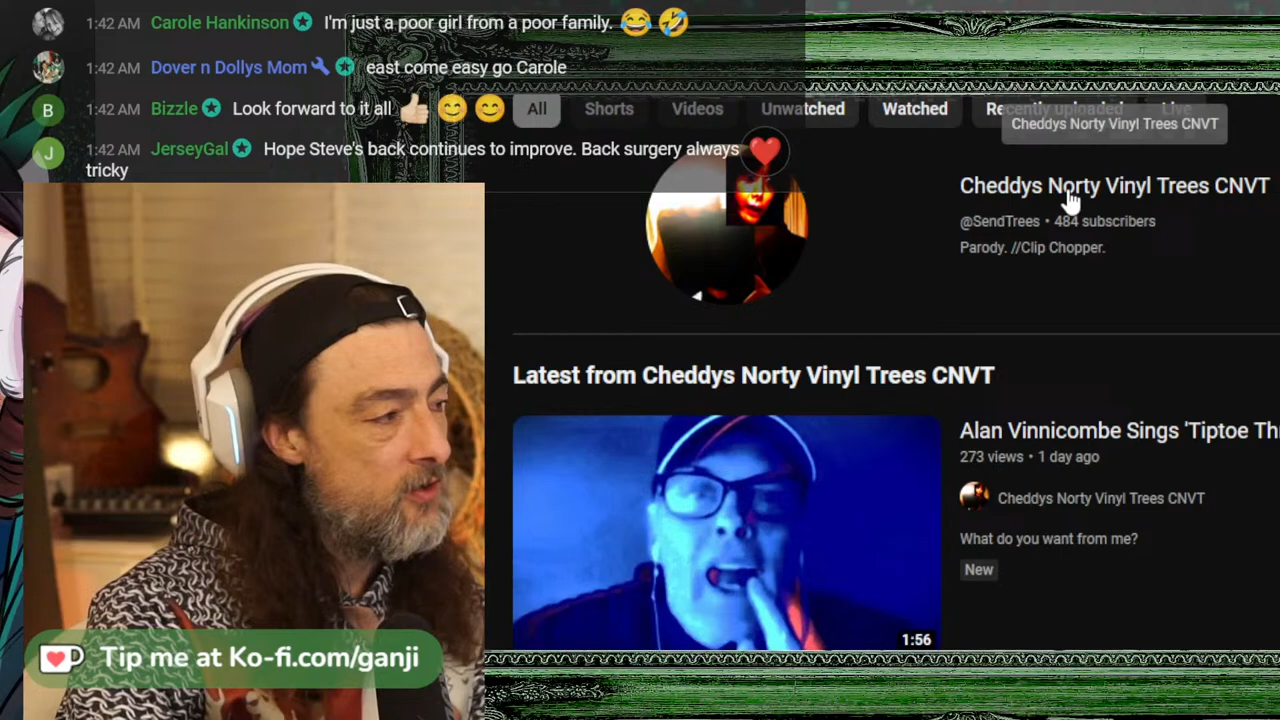 1:42 AM Carole Hankinson I'm just a poor girl from a poor family. 😂 🤣
1:42 AM Dover n Dollys Mom east come easy go Carole
B 1:42 AM Bizzle Look forward to it all 👍🏻 😊 😊
J 1:42 AM JerseyGal Hope Steve's back continues to improve. Back surgery always
tricky
All Shorts Videos Unwatched Watched Recently uploaded Live
Cheddys Norty Vinyl Trees CNVT
Cheddys Norty Vinyl Trees CNVT
@SendTrees • 484 subscribers
Parody. //Clip Chopper.
Latest from Cheddys Norty Vinyl Trees CNVT
Alan Vinnicombe Sings 'Tiptoe Th
273 views • 1 day ago
Cheddys Norty Vinyl Trees CNVT
What do you want from me?
New
1:56
Tip me at Ko-fi.com/ganji